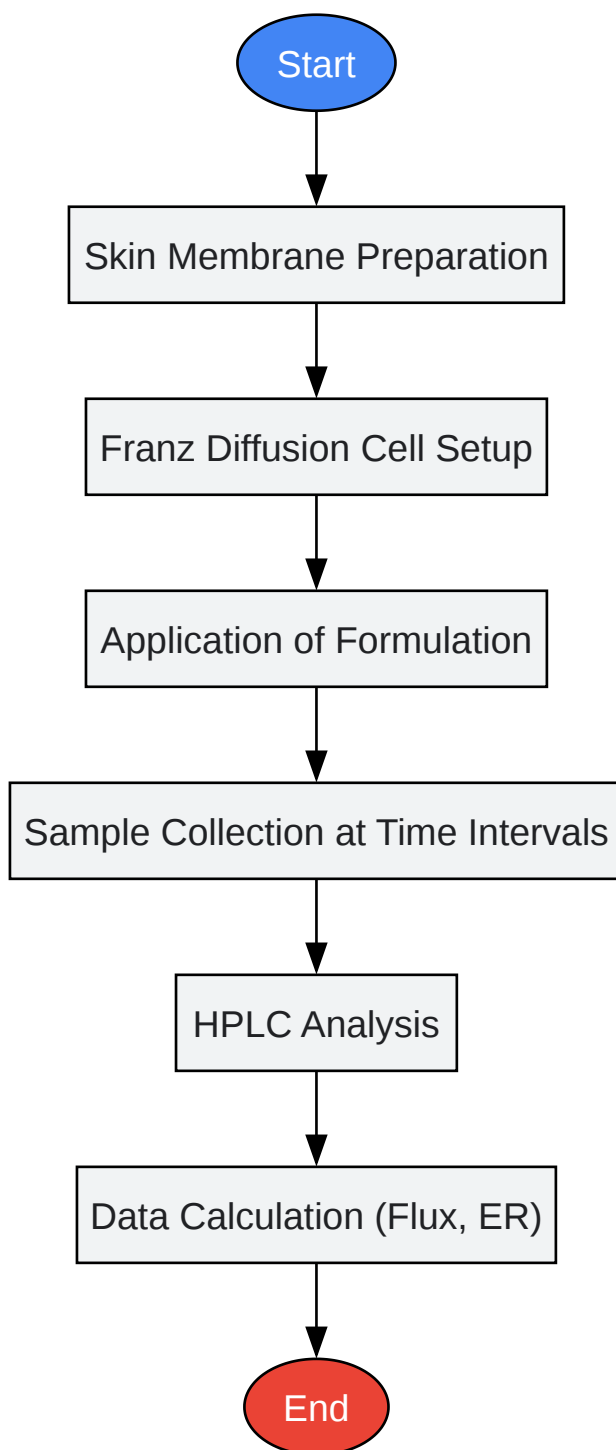 Start
Skin Membrane Preparation
Franz Diffusion Cell Setup
Application of Formulation
Sample Collection at Time Intervals
HPLC Analysis
Data Calculation (Flux, ER)
End